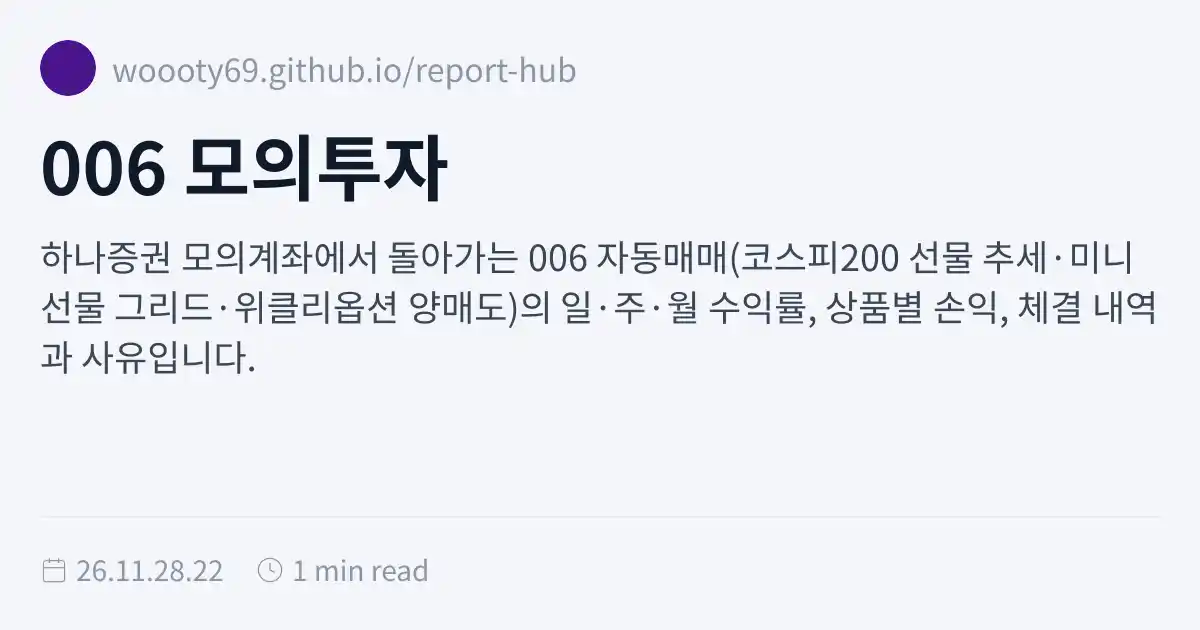 woooty69.github.io/report-hub
006 모의투자
하나증권 모의계좌에서 돌아가는 006 자동매매(코스피200 선물 추세·미니
선물 그리드·위클리옵션 양매도)의 일·주·월 수익률, 상품별 손익, 체결 내역
과 사유입니다.
26.11.28.22
1 min read